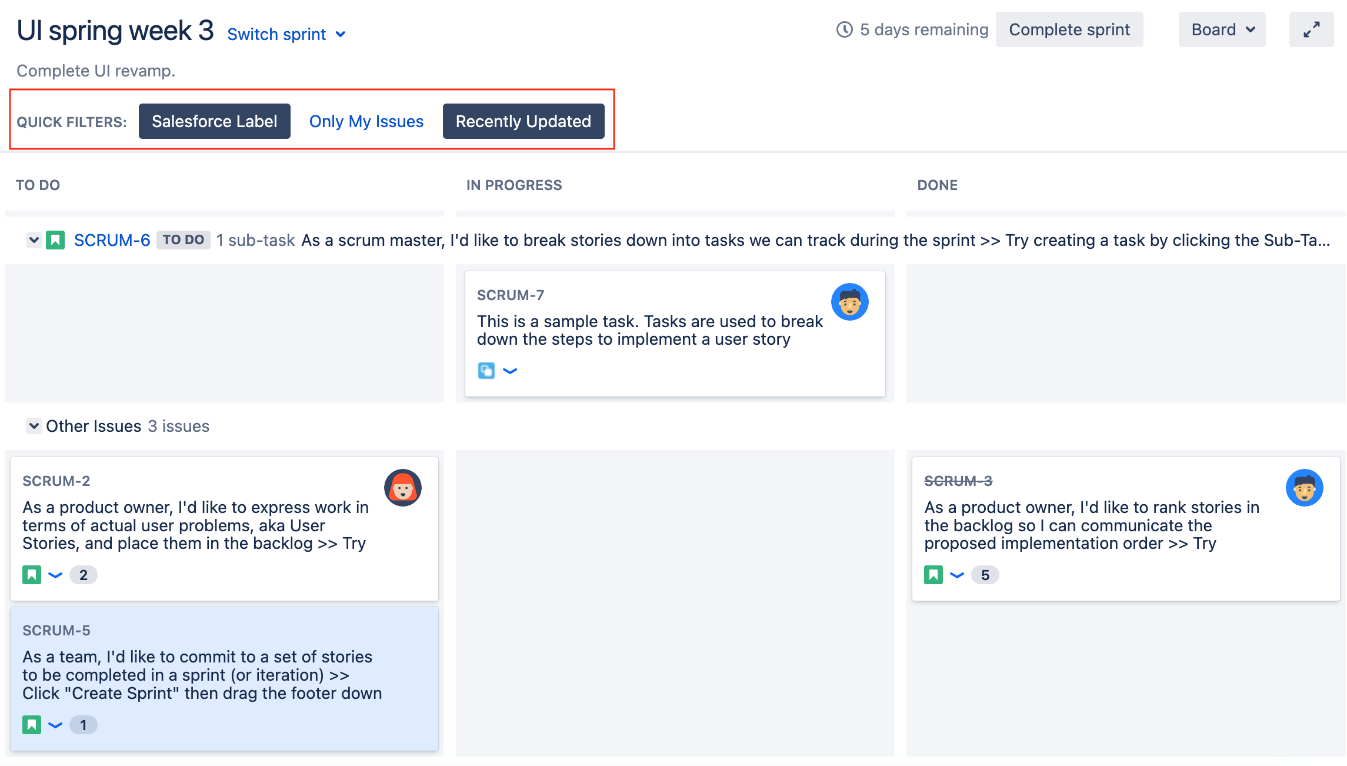 UI spring week 3 Switch sprint
5 days remaining Complete sprint Board
Complete UI revamp.
QUICK FILTERS: Salesforce Label Only My Issues Recently Updated
TO DO IN PROGRESS DONE
SCRUM-6 TO DO 1 sub-task As a scrum master, I'd like to break stories down into tasks we can track during the sprint >> Try creating a task by clicking the Sub-Ta...
SCRUM-7
This is a sample task. Tasks are used to break
down the steps to implement a user story
Other Issues 3 issues
SCRUM-2
As a product owner, I'd like to express work in
terms of actual user problems, aka User
Stories, and place them in the backlog >> Try
2
SCRUM-5
As a team, I'd like to commit to a set of stories
to be completed in a sprint (or iteration) >>
Click "Create Sprint" then drag the footer down
1
SCRUM-3
As a product owner, I'd like to rank stories in
the backlog so I can communicate the
proposed implementation order >> Try
5